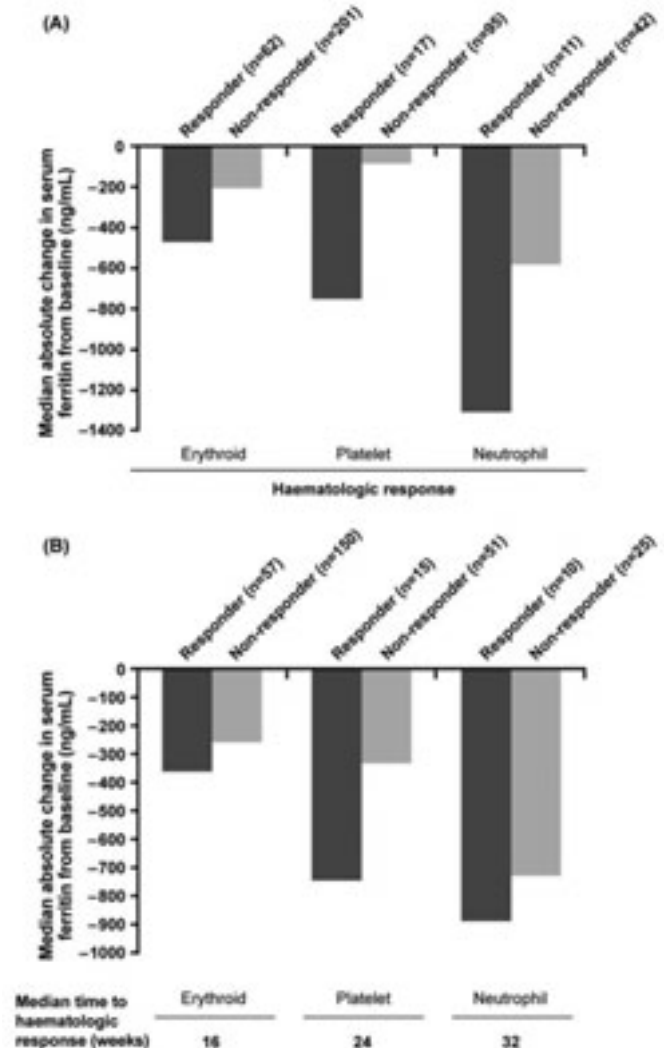 (A)
Responder (n=62)
Non-responder (n=201)
Responder (n=17)
Non-responder (n=95)
Responder (n=11)
Non-responder (n=42)
Median absolute change in serum
ferritin from baseline (ng/mL)
0
−200
−400
−600
−800
−1000
−1200
−1400
Erythroid
Platelet
Neutrophil
Haematologic response
(B)
Responder (n=57)
Non-responder (n=150)
Responder (n=15)
Non-responder (n=51)
Responder (n=10)
Non-responder (n=25)
Median absolute change in serum
ferritin from baseline (ng/mL)
0
−100
−200
−300
−400
−500
−600
−700
−800
−900
−1000
Erythroid
Platelet
Neutrophil
Median time to
haematologic
response (weeks)
16
24
32